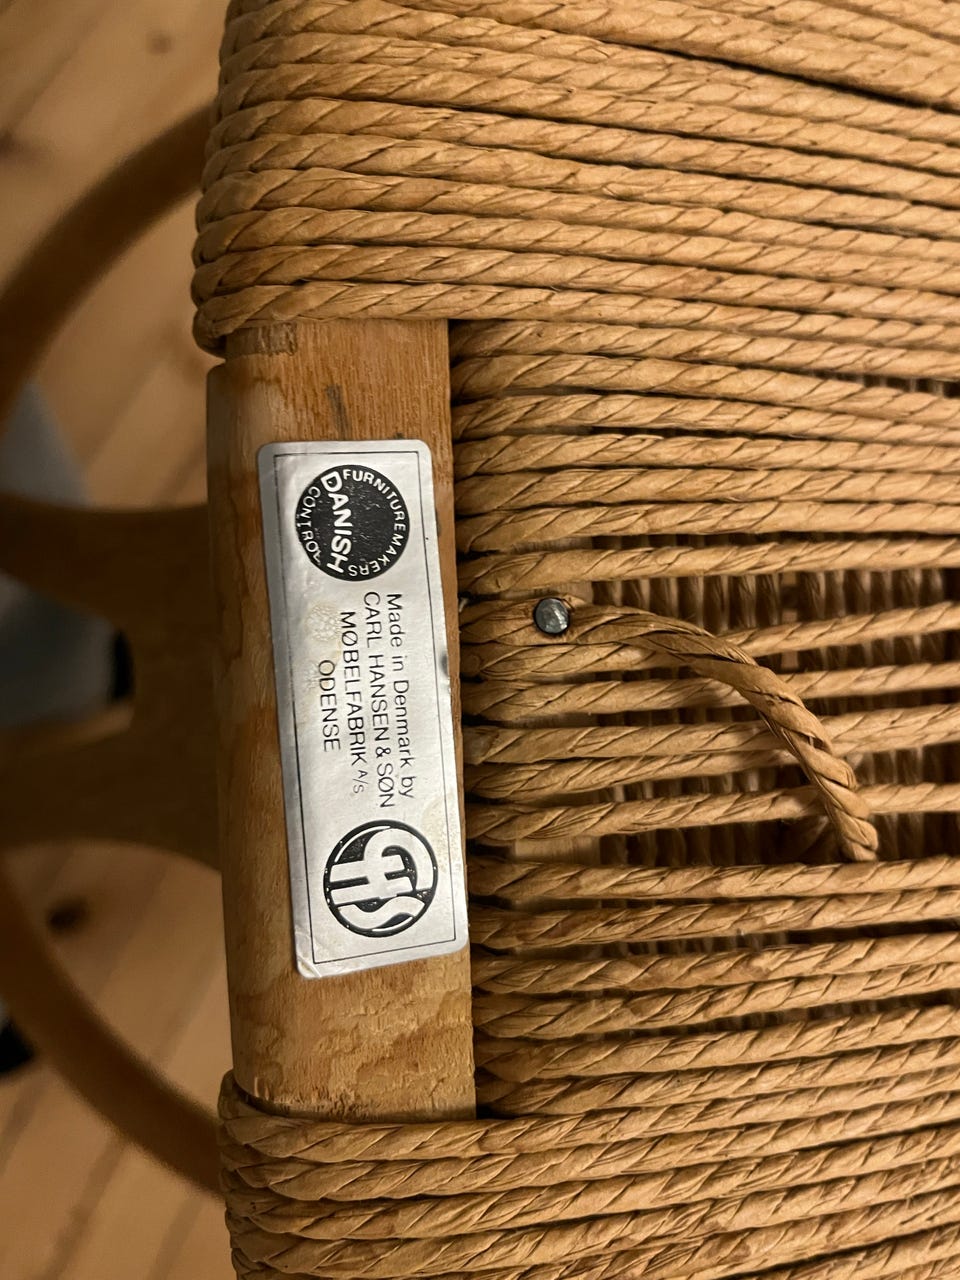 FURNITUREMAKERS
DANISH
CONTROL
Made in Denmark by
CARL HANSEN & SØN
MØBELFABRIK A/S
ODENSE
CHS